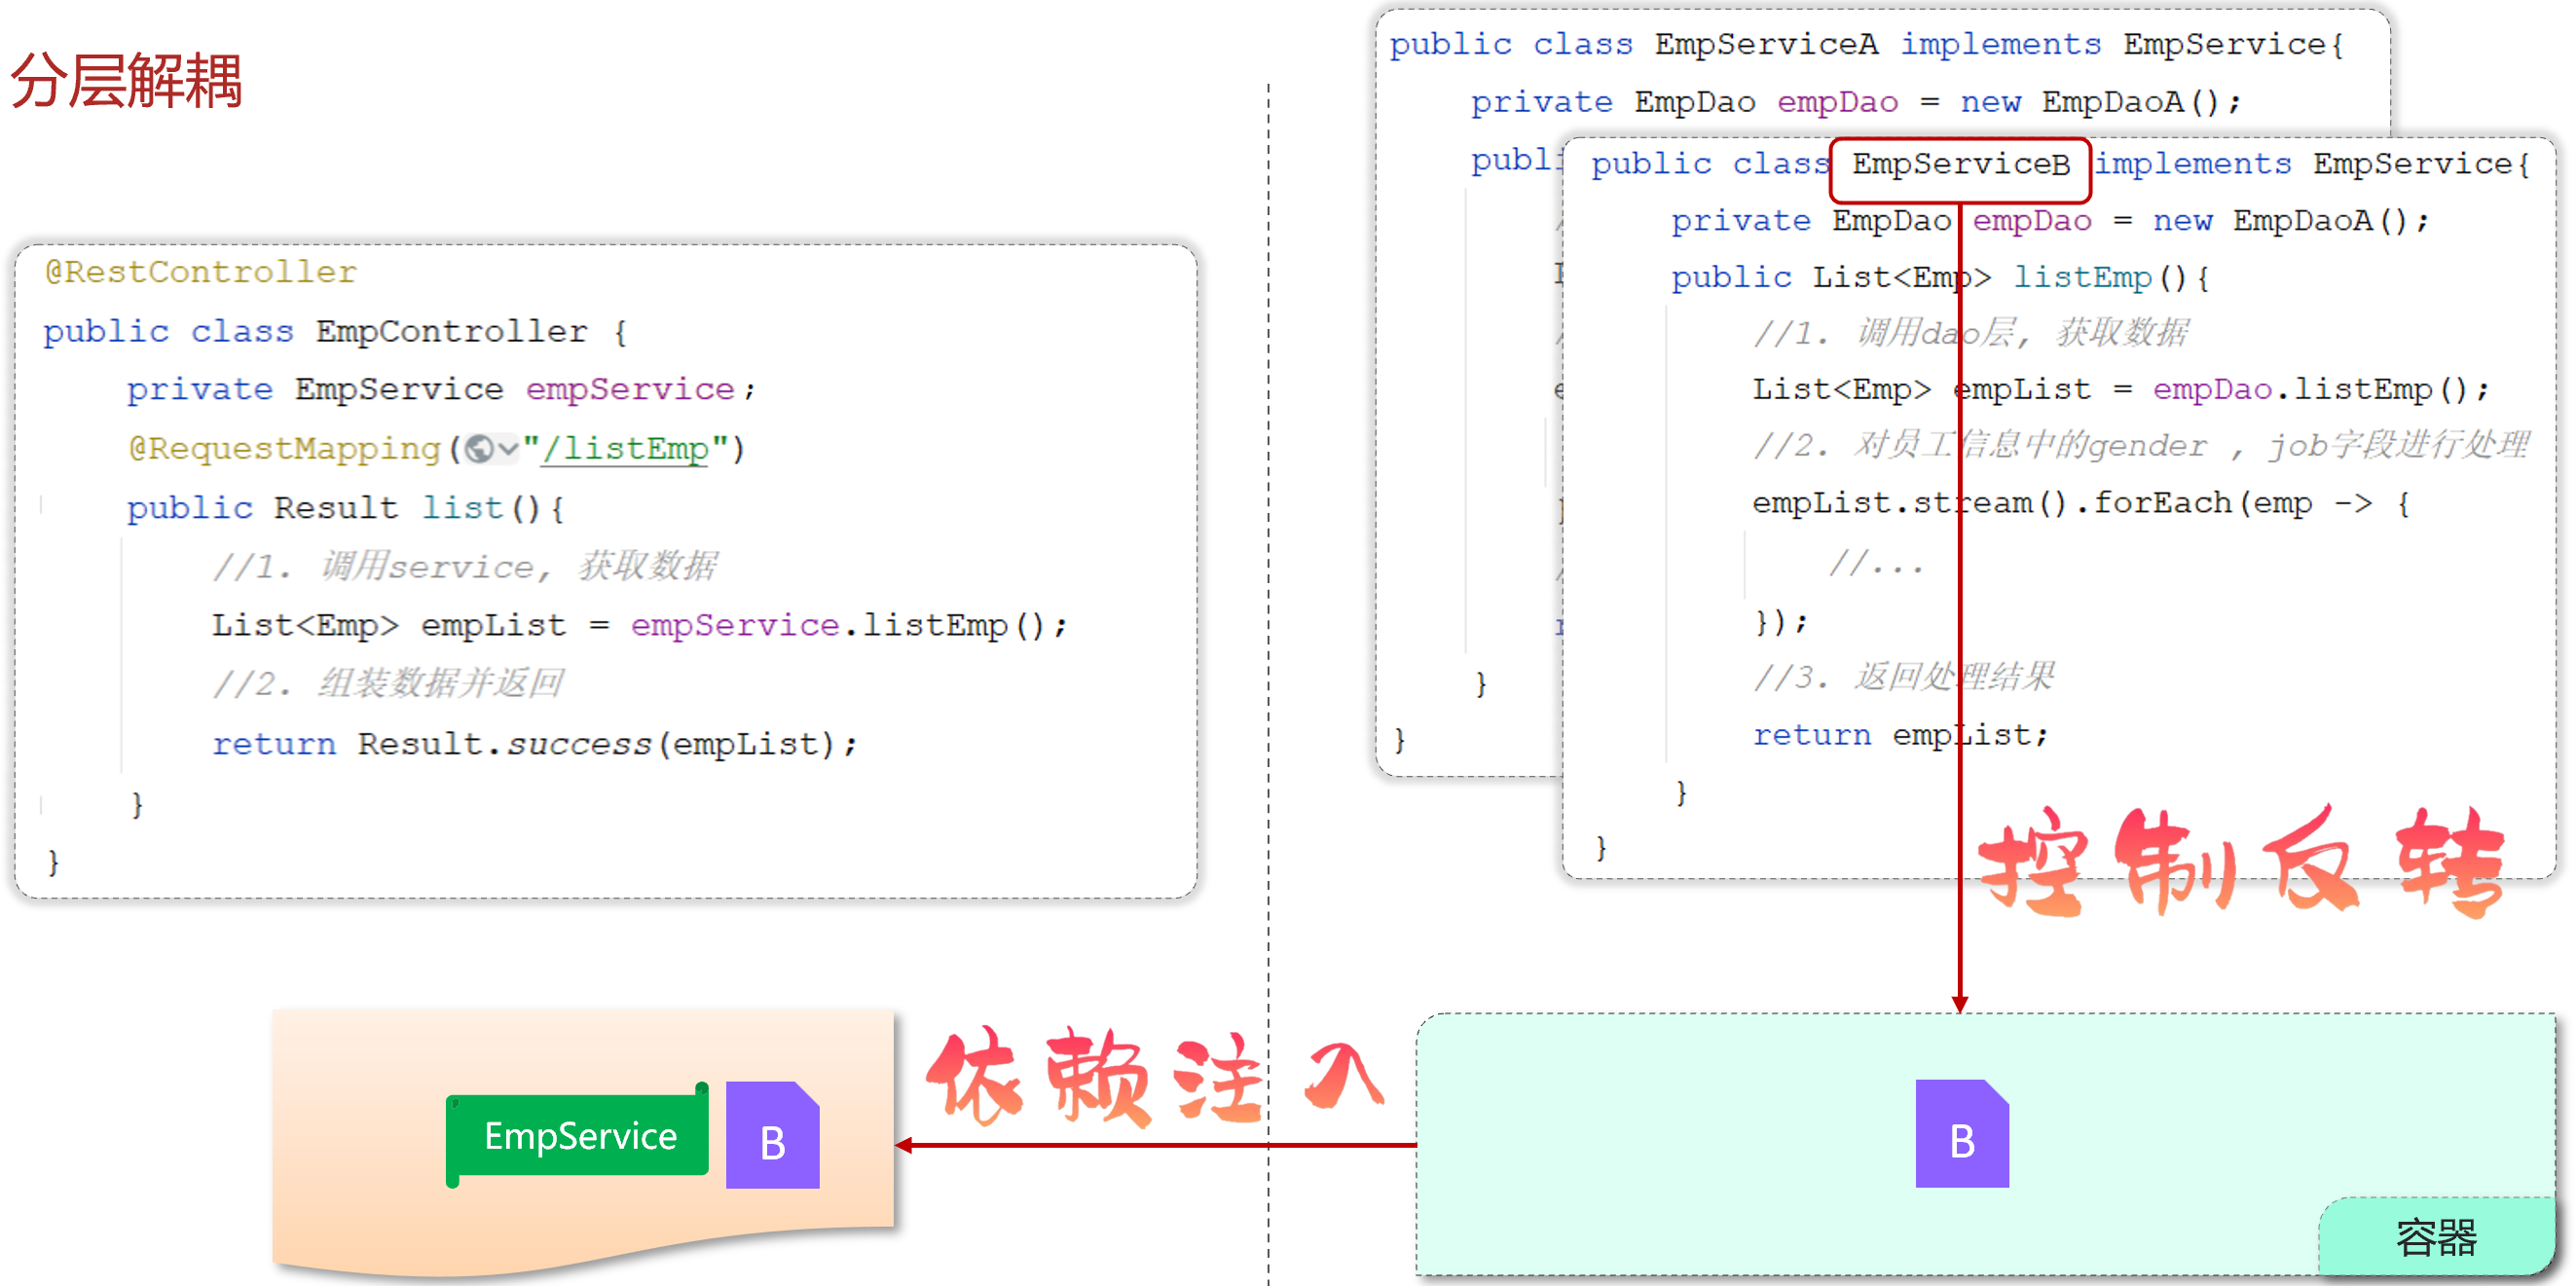 分层解耦
@RestController
public class EmpController {
private EmpService empService;
@RequestMapping("/listEmp")
public Result list(){
//1. 调用service, 获取数据
List<Emp> empList = empService.listEmp();
//2. 组装数据并返回
return Result.success(empList);
}
}
public class EmpServiceA implements EmpService{
private EmpDao empDao = new EmpDaoA();
}
}
public class EmpServiceB implements EmpService{
private EmpDao empDao = new EmpDaoA();
public List<Emp> listEmp(){
//1. 调用dao层, 获取数据
List<Emp> empList = empDao.listEmp();
//2. 对员工信息中的gender , job字段进行处理
empList.stream().forEach(emp -> {
//...
});
//3. 返回处理结果
return empList;
}
}
控制反转
依赖注入
EmpService
B
B
容器